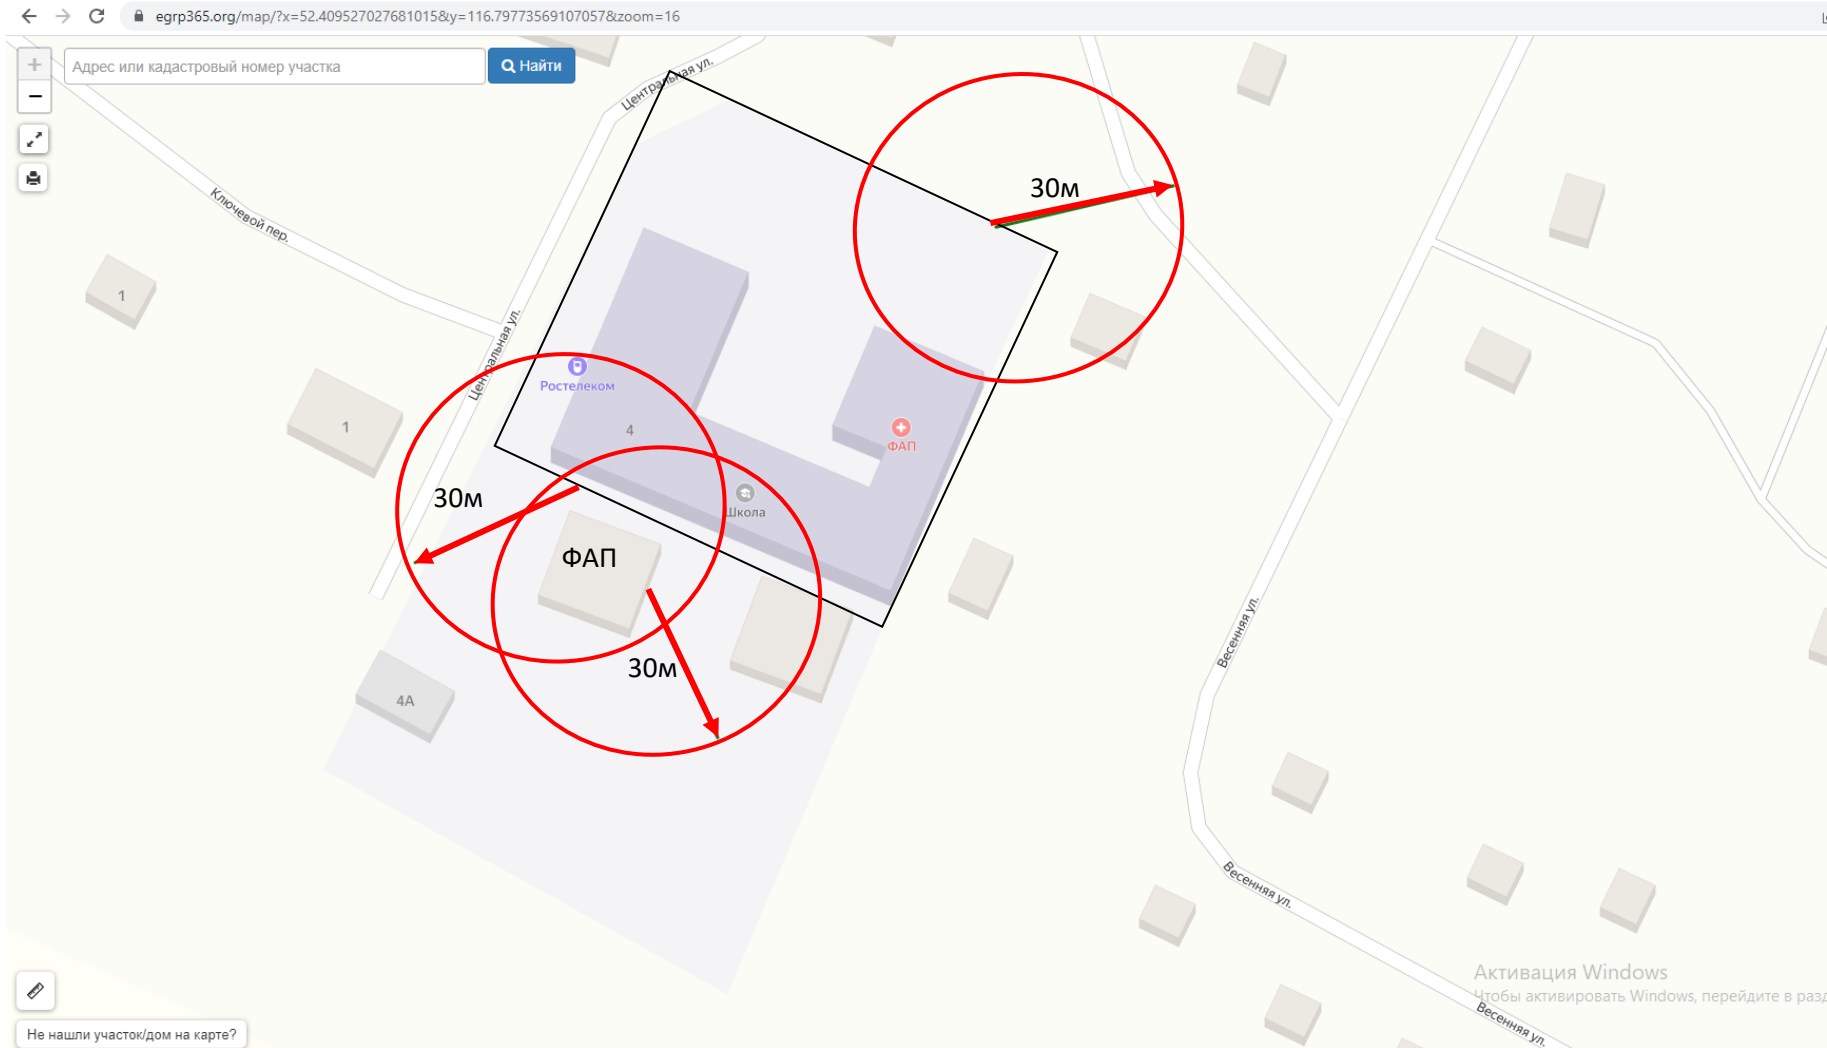 egrp365.org/map/?x=52.409527027681015&y=116.79773569107057&zoom=16
+
Адрес или кадастровый номер участка
Найти
−
Центральная ул.
30м
Ключевой пер.
1
Центральная ул.
Ростелеком
1
4
ФАП
30м
Школа
ФАП
30м
4А
Весенняя ул.
Весенняя ул.
Активация Windows
Чтобы активировать Windows, перейдите в разд
Весенняя ул.
Не нашли участок/дом на карте?